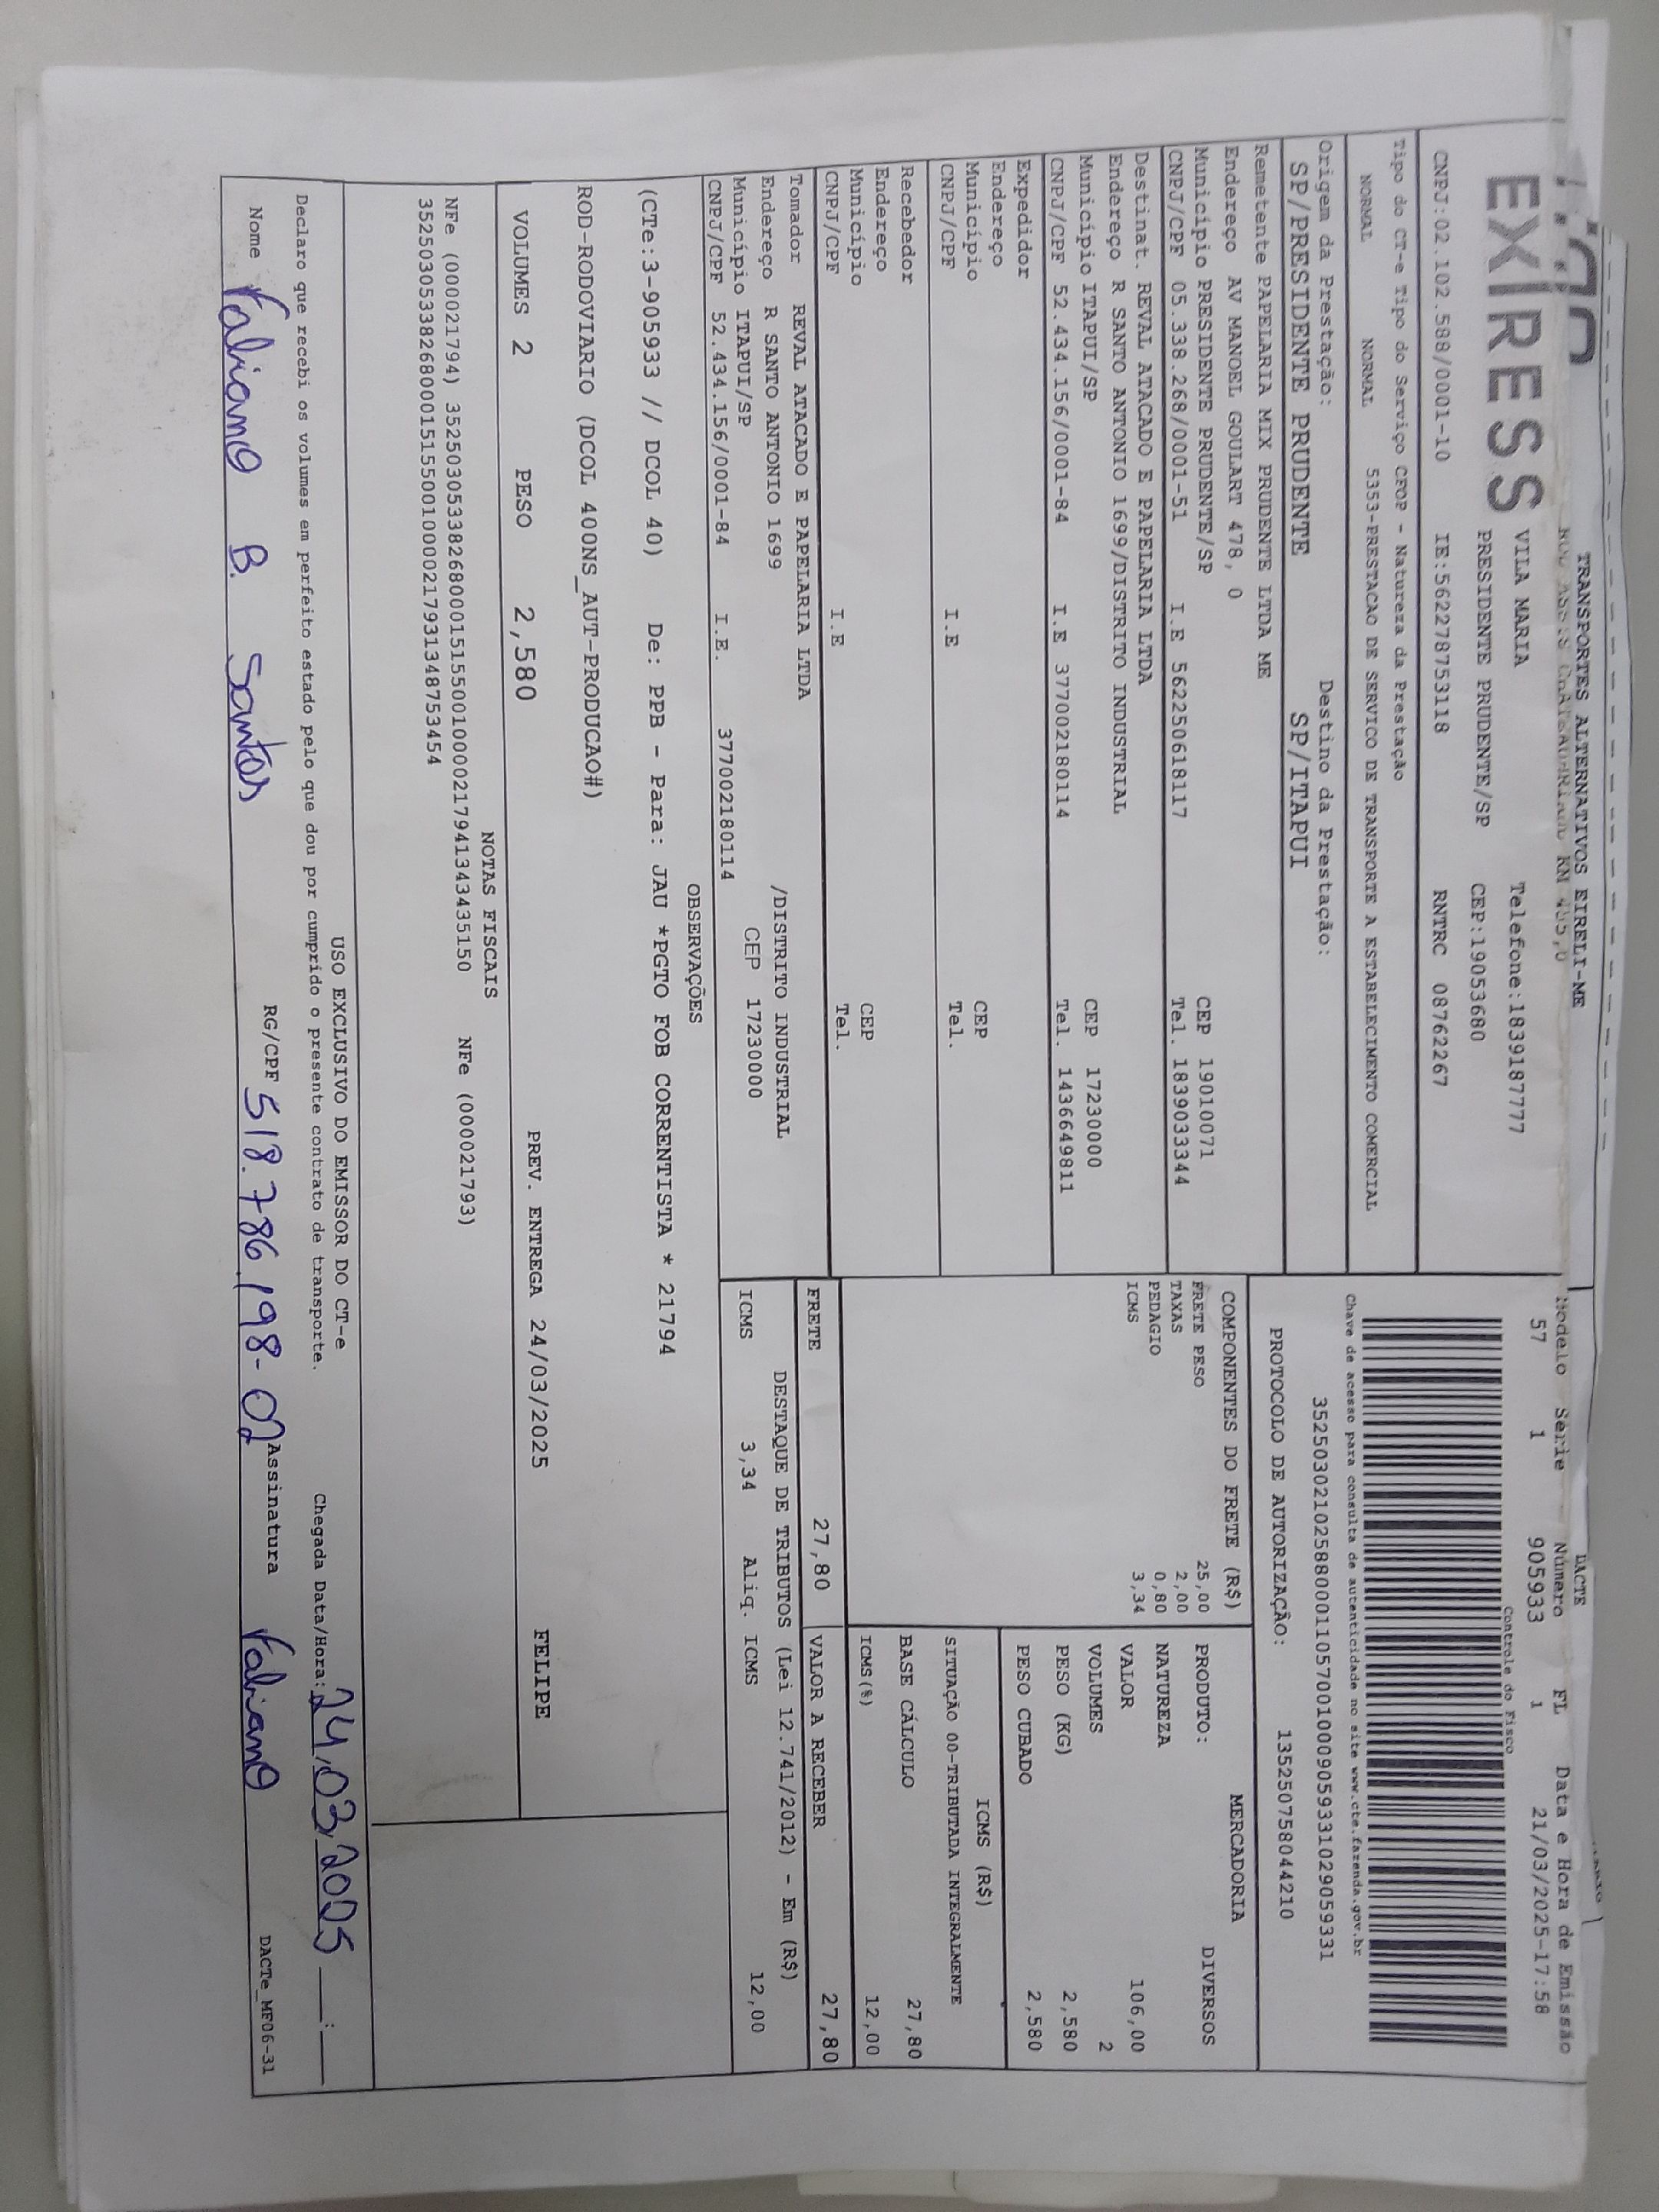 EXPRESS
TRANSPORTES ALTERNATIVOS EIRELI-ME
KM 455,0
VILA MARIA Telefone:1839187777
PRESIDENTE PRUDENTE/SP CEP:19053680
CNPJ:02.102.588/0001-10 IE:562278753118 RNTRC 08762267
Tipo do CT-e Tipo do Serviço CFOP - Natureza da Prestação
NORMAL NORMAL 5353-PRESTACAO DE SERVICO DE TRANSPORTE A ESTABELECIMENTO COMERCIAL
Origem da Prestação: Destino da Prestação:
SP/PRESIDENTE PRUDENTE SP/ITAPUI
DACTE
Modelo Série Número FL Data e Hora de Emissão
57 1 905933 1 21/03/2025-17:58
Controle do Fisco
Chave de acesso para consulta de autenticidade no site www.cte.fazenda.gov.br
35250302102588000110570010009059331029059331
PROTOCOLO DE AUTORIZAÇÃO: 135250758044210
Remetente PAPELARIA MIX PRUDENTE LTDA ME
Endereço AV MANOEL GOULART 478, 0
Município PRESIDENTE PRUDENTE/SP CEP 19010071
CNPJ/CPF 05.338.268/0001-51 I.E 562250618117 Tel. 1839033344
Destinat. REVAL ATACADO E PAPELARIA LTDA
Endereço R SANTO ANTONIO 1699/DISTRITO INDUSTRIAL
Município ITAPUI/SP CEP 17230000
CNPJ/CPF 52.434.156/0001-84 I.E 377002180114 Tel. 1436649811
Expedidor
Endereço
Município CEP
CNPJ/CPF I.E Tel.
Recebedor
Endereço
Município CEP
CNPJ/CPF I.E Tel.
Tomador REVAL ATACADO E PAPELARIA LTDA
Endereço R SANTO ANTONIO 1699 /DISTRITO INDUSTRIAL
Município ITAPUI/SP CEP 17230000
CNPJ/CPF 52.434.156/0001-84 I.E. 377002180114
COMPONENTES DO FRETE (R$)
FRETE PESO 25,00
TAXAS 2,00
PEDAGIO 0,80
ICMS 3,34
MERCADORIA
PRODUTO: DIVERSOS
NATUREZA
VALOR 106,00
VOLUMES 2
PESO (KG) 2,580
PESO CUBADO 2,580
ICMS (R$)
SITUAÇÃO 00-TRIBUTADA INTEGRALMENTE
BASE CÁLCULO 27,80
ICMS(%) 12,00
FRETE 27,80 VALOR A RECEBER 27,80
DESTAQUE DE TRIBUTOS (Lei 12.741/2012) - Em (R$)
ICMS 3,34 Aliq. ICMS 12,00
OBSERVAÇÕES
(CTe:3-905933 // DCOL 40) De: PPB - Para: JAU *PGTO FOB CORRENTISTA * 21794
ROD-RODOVIARIO (DCOL 400NS_AUT-PRODUCAO#)
VOLUMES 2 PESO 2,580 PREV. ENTREGA 24/03/2025 FELIPE
NOTAS FISCAIS
NFe (000021794) 35250305338268000151550010000217941343435150 NFe (000021793)
35250305338268000151550010000217931348753454
USO EXCLUSIVO DO EMISSOR DO CT-e
Declaro que recebi os volumes em perfeito estado pelo que dou por cumprido o presente contrato de transporte. Chegada Data/Hora: 24,03,2025 __:__
Nome Fabiana B. Santos RG/CPF 518.786.198-02 Assinatura Fabiana
DACTe_MF06-31